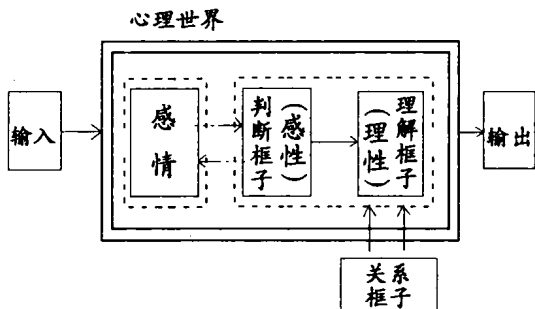 心理世界
输入
感情
判断框子
(感性)
(理性)
理解框子
输出
关系
框子